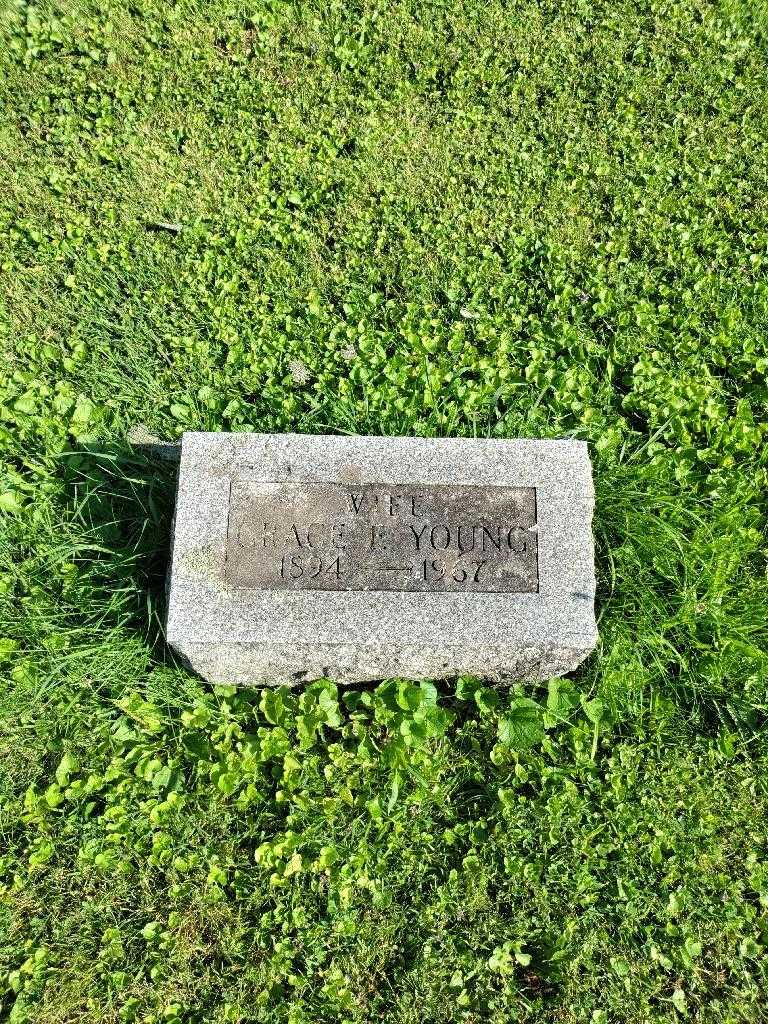 WIFE
GRACE F. YOUNG
1894 — 1967